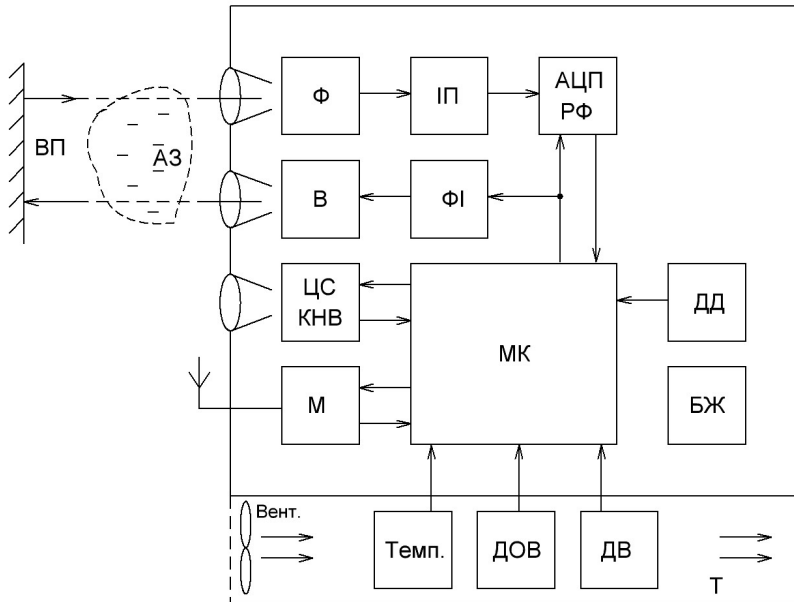 Ф
ІП
АЦП
РФ
ВП
АЗ
В
ФІ
ЦС
КНВ
МК
ДД
М
БЖ
Вент.
Темп.
ДОВ
ДВ
Т